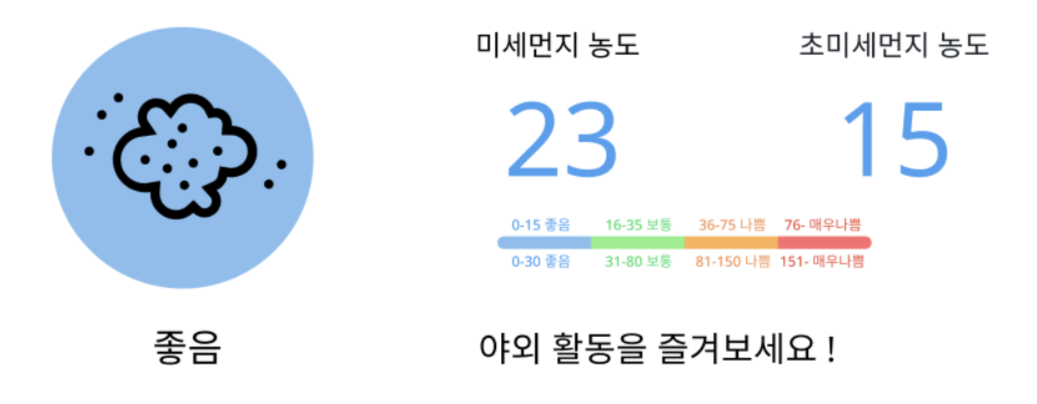 미세먼지 농도
초미세먼지 농도
23
15
0-15 좋음 16-35 보통 36-75 나쁨 76- 매우나쁨
0-30 좋음 31-80 보통 81-150 나쁨 151- 매우나쁨
좋음
야외 활동을 즐겨보세요 !